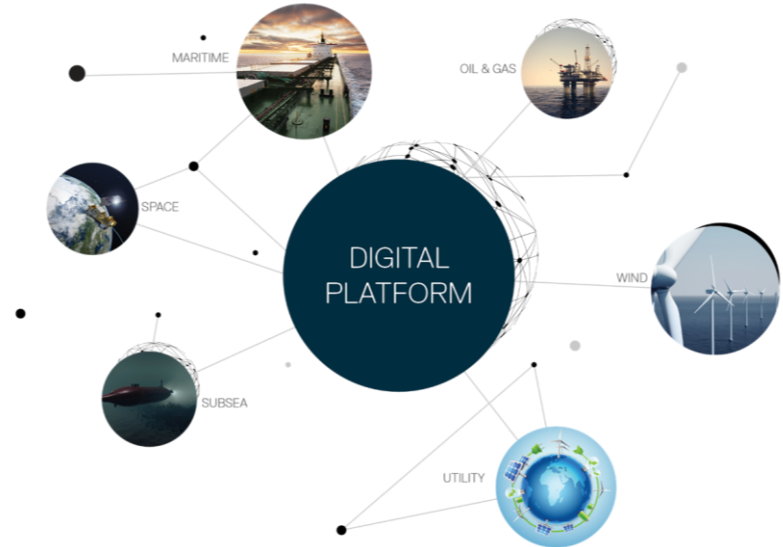 MARITIME
OIL & GAS
SPACE
DIGITAL
PLATFORM
WIND
SUBSEA
UTILITY